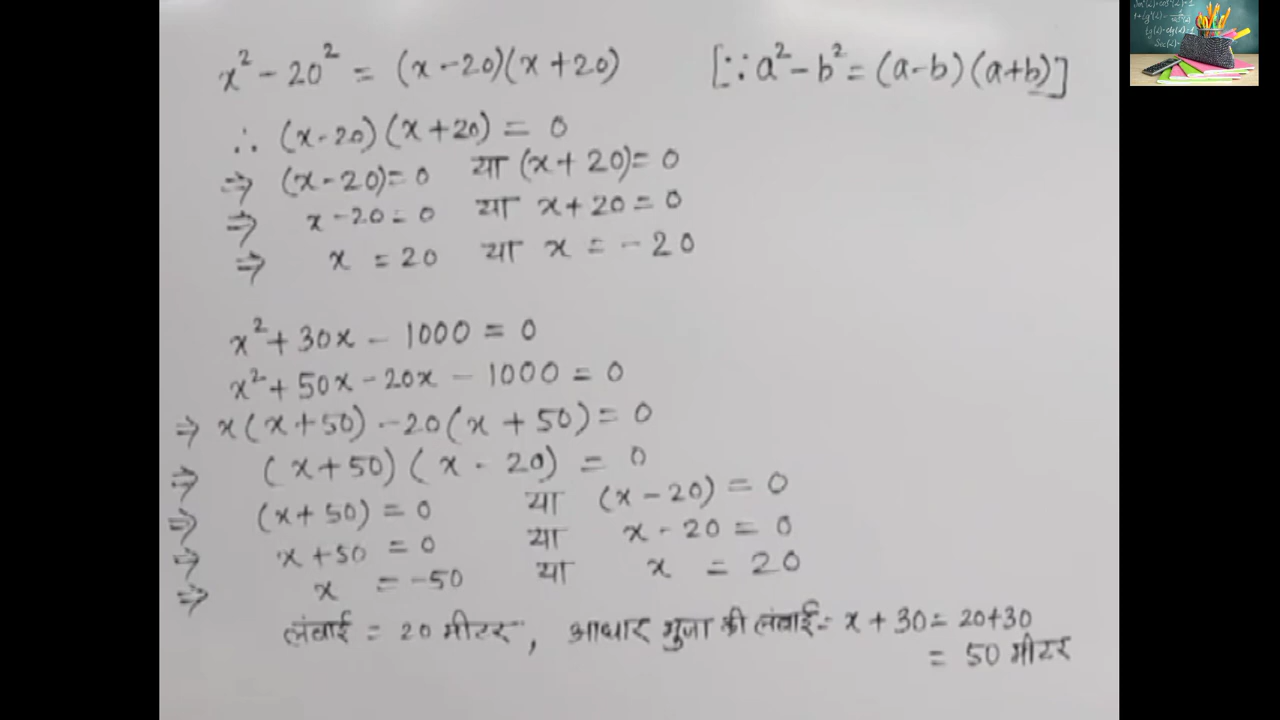 x² - 20² = (x - 20)(x + 20) [∵ a² - b² = (a - b)(a + b)]
∴ (x - 20)(x + 20) = 0
⇒ (x - 20) = 0 या (x + 20) = 0
⇒ x - 20 = 0 या x + 20 = 0
⇒ x = 20 या x = - 20
x² + 30x - 1000 = 0
x² + 50x - 20x - 1000 = 0
⇒ x(x + 50) - 20(x + 50) = 0
⇒ (x + 50)(x - 20) = 0
⇒ (x + 50) = 0 या (x - 20) = 0
⇒ x + 50 = 0 या x - 20 = 0
⇒ x = -50 या x = 20
लंबाई = 20 मीटर, आधार भुजा की लंबाई = x + 30 = 20 + 30
= 50 मीटर